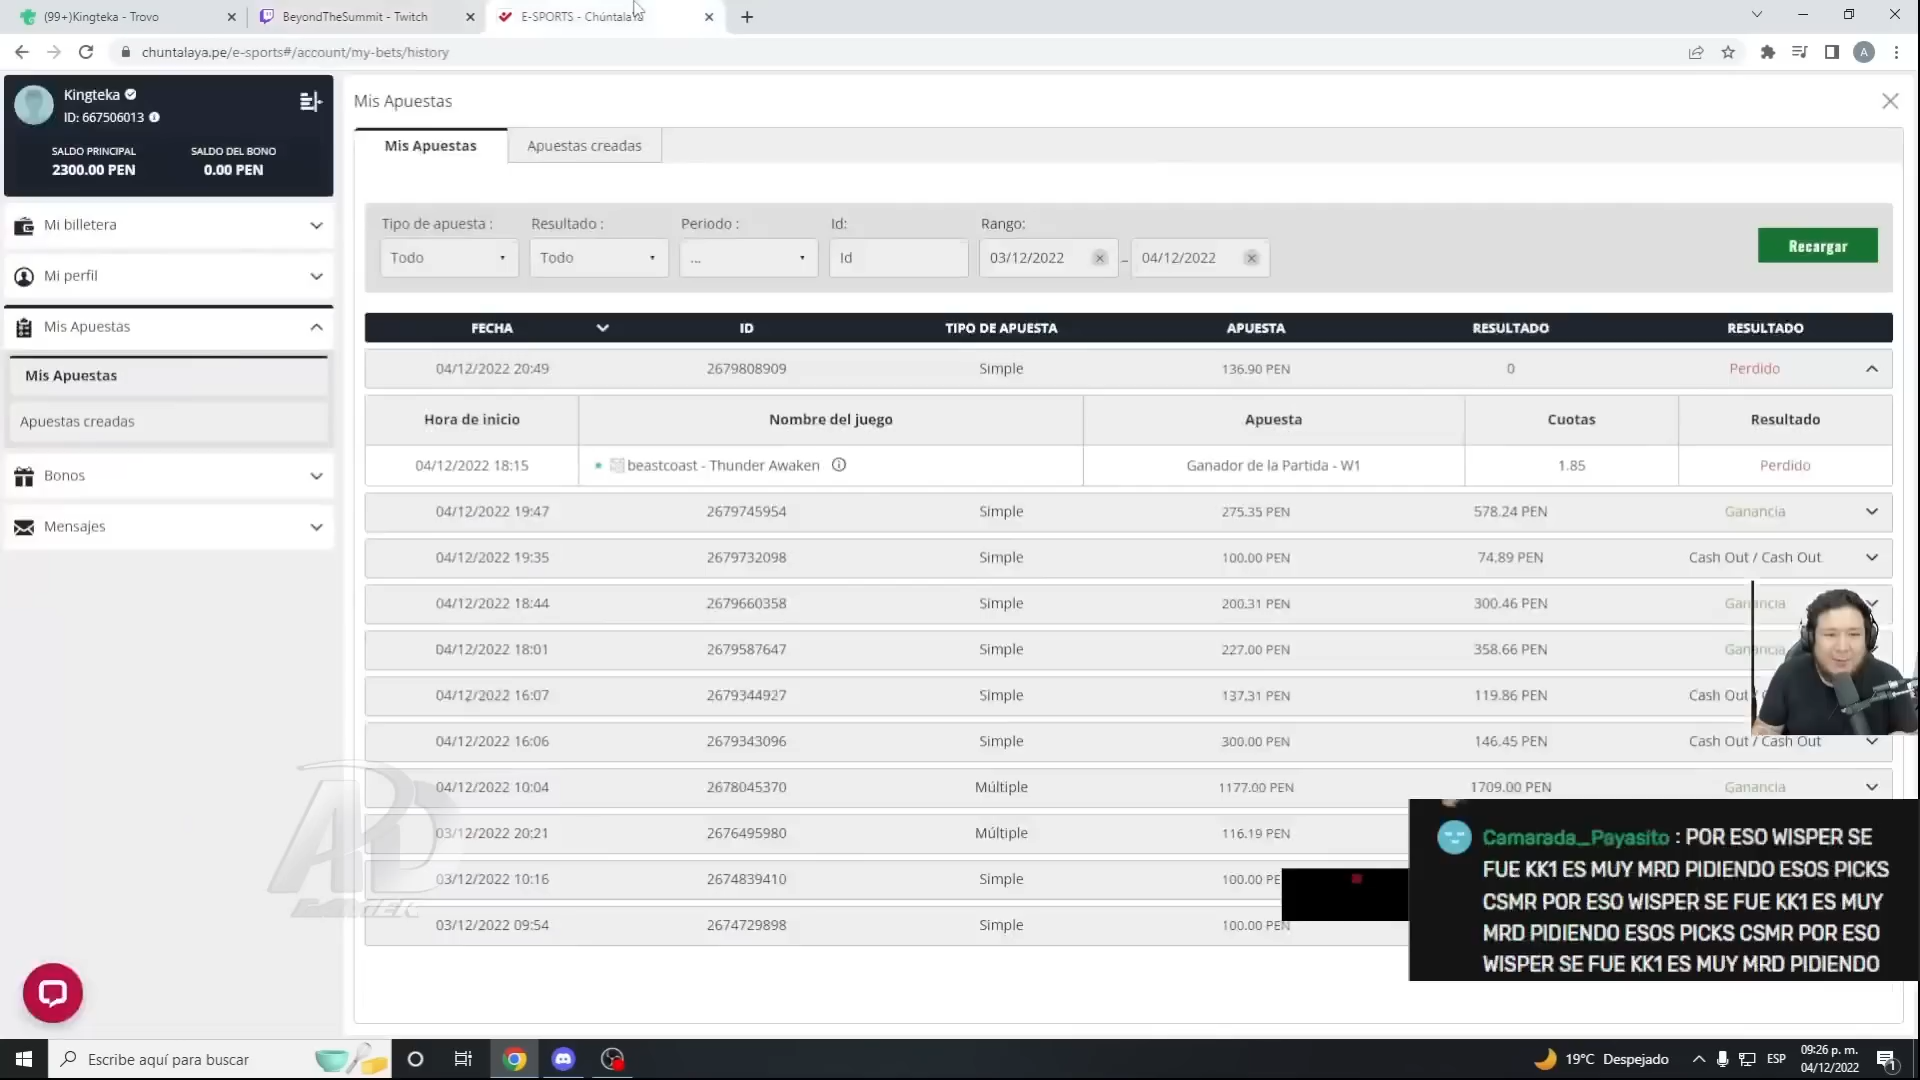 (99+)Kingteka - Trovo
BeyondTheSummit - Twitch
E-SPORTS - Chúntalaya
chuntalaya.pe/e-sports#/account/my-bets/history
A
Kingteka
ID: 667506013
SALDO PRINCIPAL
2300.00 PEN
SALDO DEL BONO
0.00 PEN
Mi billetera
Mi perfil
Mis Apuestas
Mis Apuestas
Apuestas creadas
Bonos
Mensajes
Mis Apuestas
Mis Apuestas
Apuestas creadas
Tipo de apuesta :
Resultado :
Periodo :
Id:
Rango:
Todo
Todo
...
Id
03/12/2022
–
04/12/2022
Recargar
FECHA ID TIPO DE APUESTA APUESTA RESULTADO RESULTADO
04/12/2022 20:49 2679808909 Simple 136.90 PEN 0 Perdido
Hora de inicio Nombre del juego Apuesta Cuotas Resultado
04/12/2022 18:15 beastcoast - Thunder Awaken Ganador de la Partida - W1 1.85 Perdido
04/12/2022 19:47 2679745954 Simple 275.35 PEN 578.24 PEN Ganancia
04/12/2022 19:35 2679732098 Simple 100.00 PEN 74.89 PEN Cash Out / Cash Out
04/12/2022 18:44 2679660358 Simple 200.31 PEN 300.46 PEN Ganancia
04/12/2022 18:01 2679587647 Simple 227.00 PEN 358.66 PEN Ganancia
04/12/2022 16:07 2679344927 Simple 137.31 PEN 119.86 PEN Cash Out
04/12/2022 16:06 2679343096 Simple 300.00 PEN 146.45 PEN Cash Out / Cash Out
04/12/2022 10:04 2678045370 Múltiple 1177.00 PEN 1709.00 PEN Ganancia
03/12/2022 20:21 2676495980 Múltiple 116.19 PEN
03/12/2022 10:16 2674839410 Simple 100.00 PE
03/12/2022 09:54 2674729898 Simple 100.00 PEN
Camarada_Payasito : POR ESO WISPER SE
FUE KK1 ES MUY MRD PIDIENDO ESOS PICKS
CSMR POR ESO WISPER SE FUE KK1 ES MUY
MRD PIDIENDO ESOS PICKS CSMR POR ESO
WISPER SE FUE KK1 ES MUY MRD PIDIENDO
Escribe aquí para buscar
19°C Despejado
ESP
09:26 p. m.
04/12/2022
1